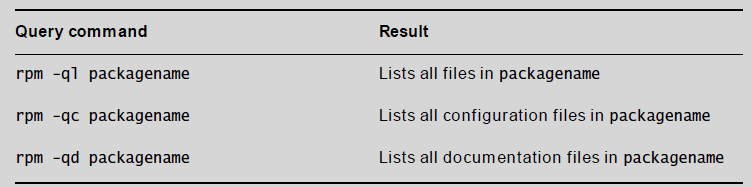 Query command Result
rpm -ql packagename Lists all files in packagename
rpm -qc packagename Lists all configuration files in packagename
rpm -qd packagename Lists all documentation files in packagename